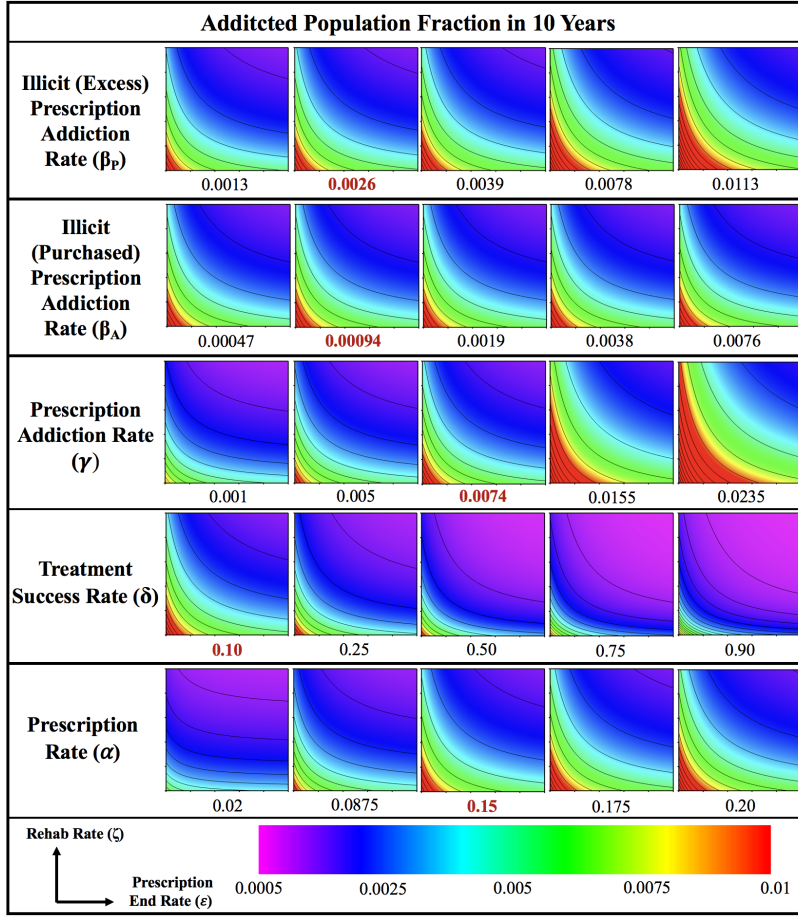 Additcted Population Fraction in 10 Years
Illicit (Excess)
Prescription
Addiction
Rate (βP)
0.0013 0.0026 0.0039 0.0078 0.0113
Illicit
(Purchased)
Prescription
Addiction
Rate (βA)
0.00047 0.00094 0.0019 0.0038 0.0076
Prescription
Addiction Rate
(γ)
0.001 0.005 0.0074 0.0155 0.0235
Treatment
Success Rate (δ)
0.10 0.25 0.50 0.75 0.90
Prescription
Rate (α)
0.02 0.0875 0.15 0.175 0.20
Rehab Rate (ζ)
Prescription
End Rate (ε)
0.0005 0.0025 0.005 0.0075 0.01